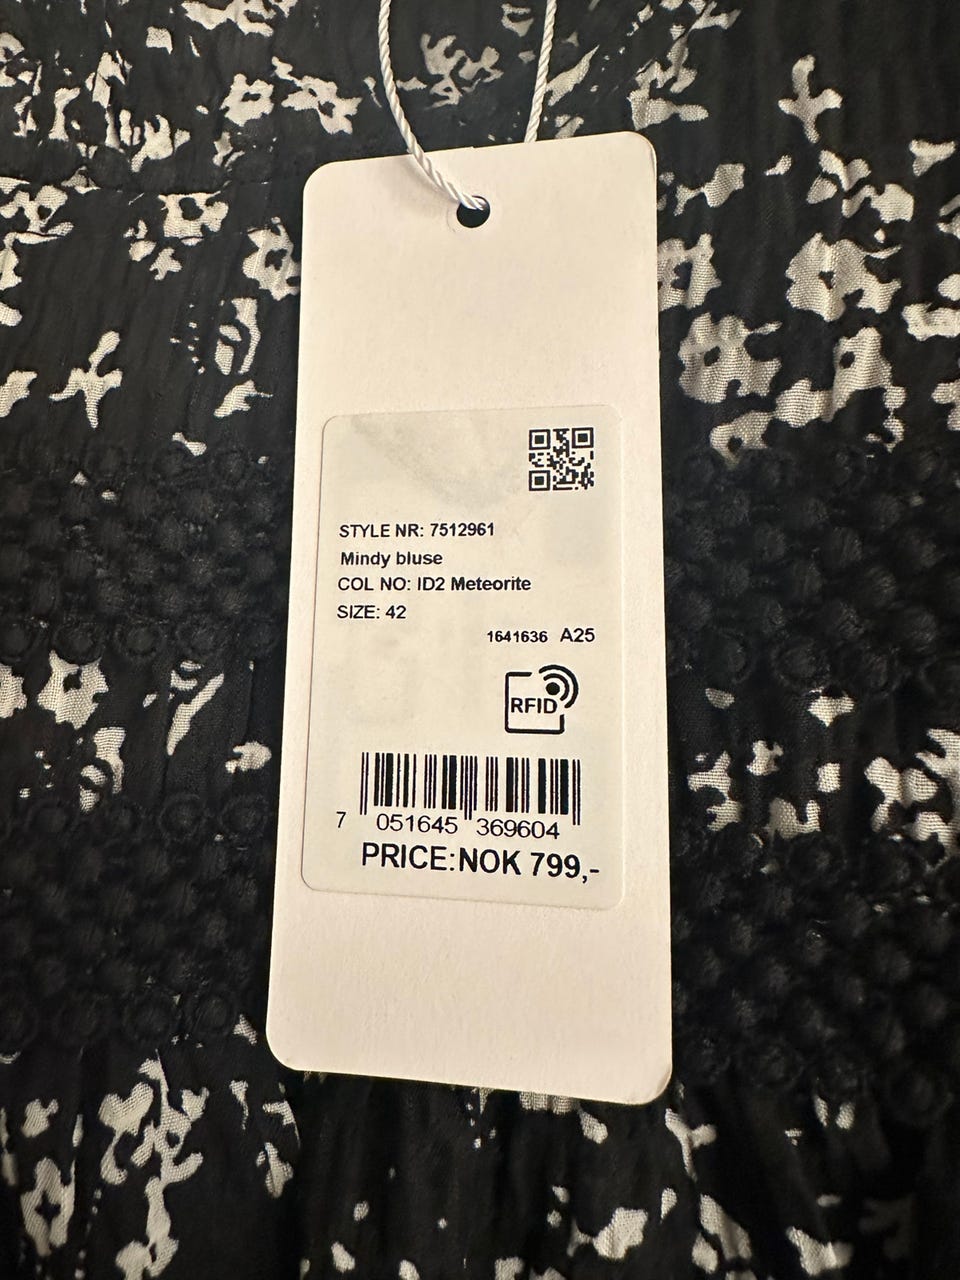 STYLE NR: 7512961
Mindy bluse
COL NO: ID2 Meteorite
SIZE: 42
1641636 A25
RFID
7 051645 369604
PRICE:NOK 799,-